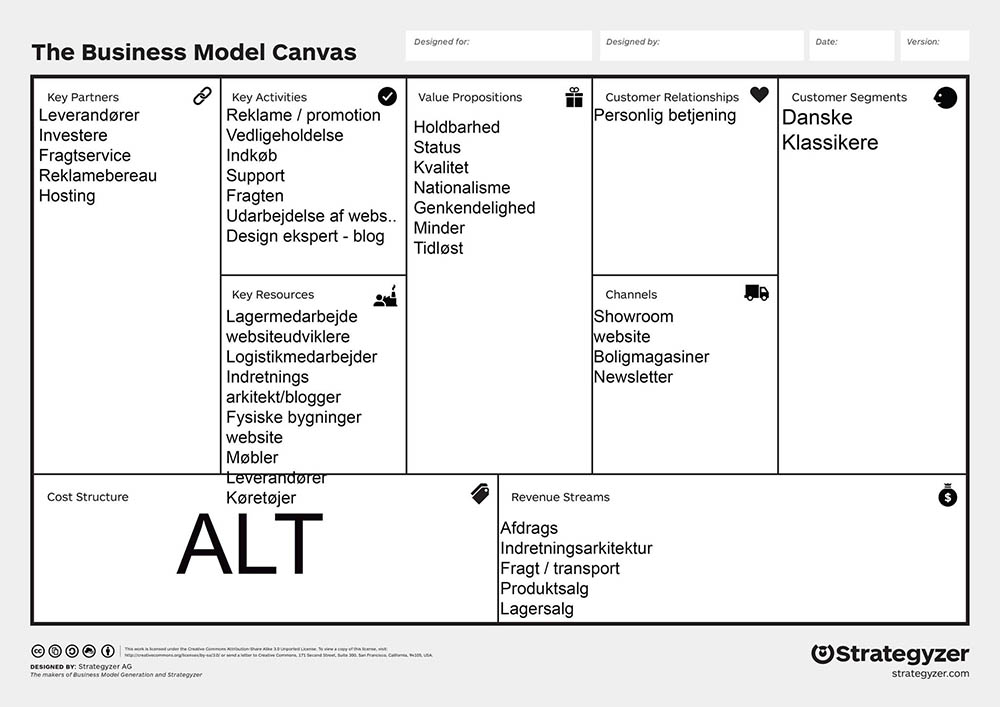 The Business Model Canvas
Designed for:
Designed by:
Date:
Version:
Key Partners
Leverandører
Investere
Fragtservice
Reklamebereau
Hosting
Key Activities
Reklame / promotion
Vedligeholdelse
Indkøb
Support
Fragten
Udarbejdelse af webs..
Design ekspert - blog
Key Resources
Lagermedarbejde
websiteudviklere
Logistikmedarbejder
Indretnings
arkitekt/blogger
Fysiske bygninger
website
Møbler
Leverandører
Køretøjer
Value Propositions
Holdbarhed
Status
Kvalitet
Nationalisme
Genkendelighed
Minder
Tidløst
Customer Relationships
Personlig betjening
Channels
Showroom
website
Boligmagasiner
Newsletter
Customer Segments
Danske
Klassikere
Cost Structure
ALT
Revenue Streams
$
Afdrags
Indretningsarkitektur
Fragt / transport
Produktsalg
Lagersalg
cc
This work is licensed under the Creative Commons Attribution-Share Alike 3.0 Unported License. To view a copy of this license, visit:
http://creativecommons.org/licenses/by-sa/3.0/ or send a letter to Creative Commons, 171 Second Street, Suite 300, San Francisco, California, 94105, USA.
DESIGNED BY: Strategyzer AG
The makers of Business Model Generation and Strategyzer
Strategyzer
strategyzer.com